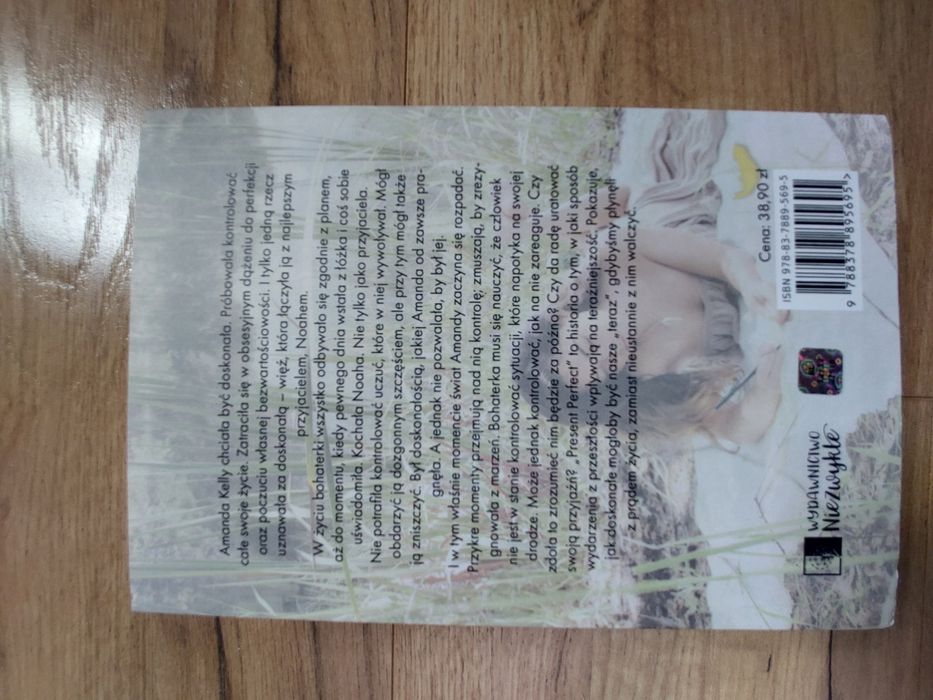 Amanda Kelly chciała być doskonała. Próbowała kontrolować
całe swoje życie. Zatraciła się w obsesyjnym dążeniu do perfekcji
oraz poczuciu własnej bezwartościowości. I tylko jedną rzecz
uznawała za doskonałą – więź, która łączyła ją z najlepszym
przyjacielem, Noahem.
W życiu bohaterki wszystko odbywało się zgodnie z planem,
aż do momentu, kiedy pewnego dnia wstała z łóżka i coś sobie
uświadomiła. Kochała Noaha. Nie tylko jako przyjaciela.
Nie potrafiła kontrolować uczuć, które w niej wywoływał. Mógł
obdarzyć ją dozgonnym szczęściem, ale przy tym mógł także
ją zniszczyć. Był doskonałością, jakiej Amanda od zawsze pra-
gnęła. A jednak nie pozwalała, by był jej.
I w tym właśnie momencie świat Amandy zaczyna się rozpadać.
Przykre momenty przejmują nad nią kontrolę; zmuszają, by zrezy-
gnowała z marzeń. Bohaterka musi się nauczyć, że człowiek
nie jest w stanie kontrolować sytuacji, które napotyka na swojej
drodze. Może jednak kontrolować, jak na nie zareaguje. Czy
zdoła to zrozumieć nim będzie za późno? Czy da radę uratować
swoją przyjaźń? „Present Perfect” to historia o tym, w jaki sposób
wydarzenia z przeszłości wpływają na teraźniejszość. Pokazuje,
jak doskonałe mogłoby być nasze „teraz”, gdybyśmy płynęli
z prądem życia, zamiast nieustannie z nim walczyć.
WYDAWNICTWO
NieZwykłe
Cena: 38,90 zł
ISBN 978-83-7889-569-5
9 788378 895695 >